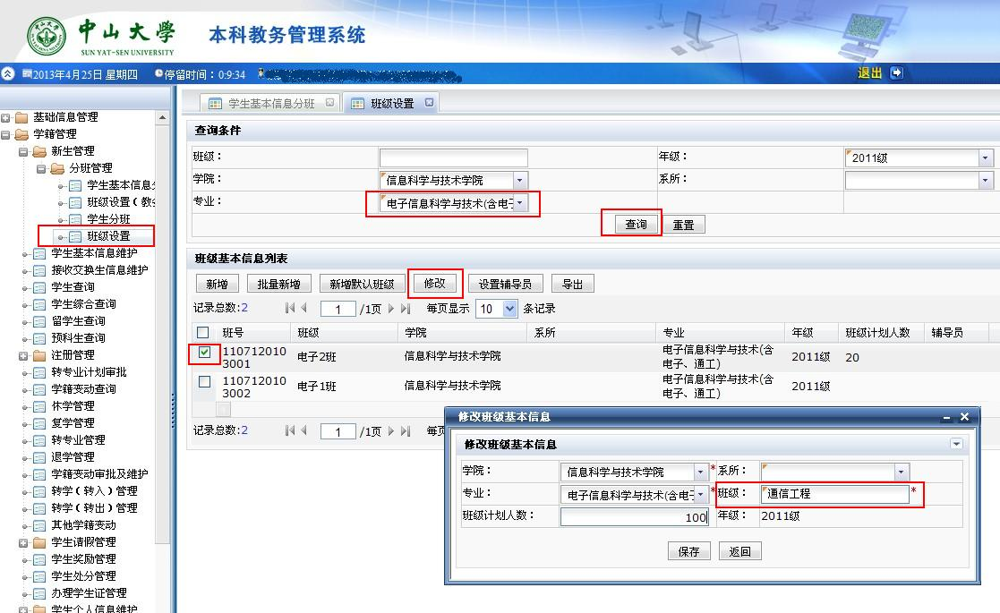 中山大学
SUN YAT-SEN UNIVERSITY
本科教务管理系统
2013年4月25日 星期四 停留时间：0:9:34
退出
基础信息管理
学籍管理
新生管理
分班管理
学生基本信息
班级设置（教
学生分班
班级设置
学生基本信息维护
接收交换生信息维护
学生查询
学生综合查询
留学生查询
预科生查询
注册管理
转专业计划审批
学籍变动查询
休学管理
复学管理
转专业管理
退学管理
学籍变动审批及维护
转学（转入）管理
转学（转出）管理
其他学籍变动
学生请假管理
学生奖励管理
学生处分管理
办理学生证管理
学生个人信息维护
学生基本信息分班 班级设置
查询条件
班级： 年级： 2011级
学院： 信息科学与技术学院 系所：
专业： 电子信息科学与技术(含电子
查询 重置
班级基本信息列表
新增 批量新增 新增默认班级 修改 设置辅导员 导出
记录总数:2 1 /1页 每页显示 10 条记录
班号 班级 学院 系所 专业 年级 班级计划人数 辅导员
1107120103001 电子2班 信息科学与技术学院 电子信息科学与技术(含电子、通工) 2011级 20
1107120103002 电子1班 信息科学与技术学院 电子信息科学与技术(含电子、通工) 2011级
记录总数:2 1 /1页 每页
修改班级基本信息
修改班级基本信息
学院： 信息科学与技术学院 * 系所：
专业： 电子信息科学与技术(含电子 * 班级： 通信工程 *
班级计划人数： 100 年级： 2011级
保存 返回